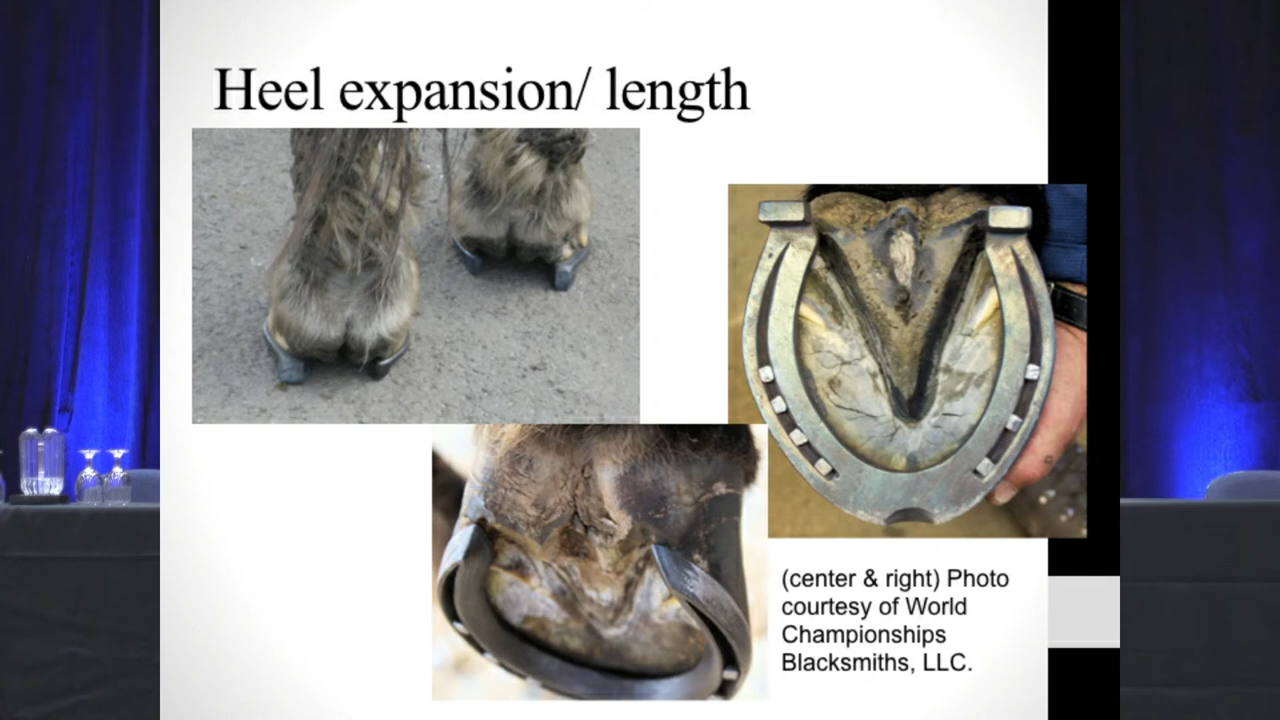 Heel expansion/ length
(center & right) Photo
courtesy of World
Championships
Blacksmiths, LLC.